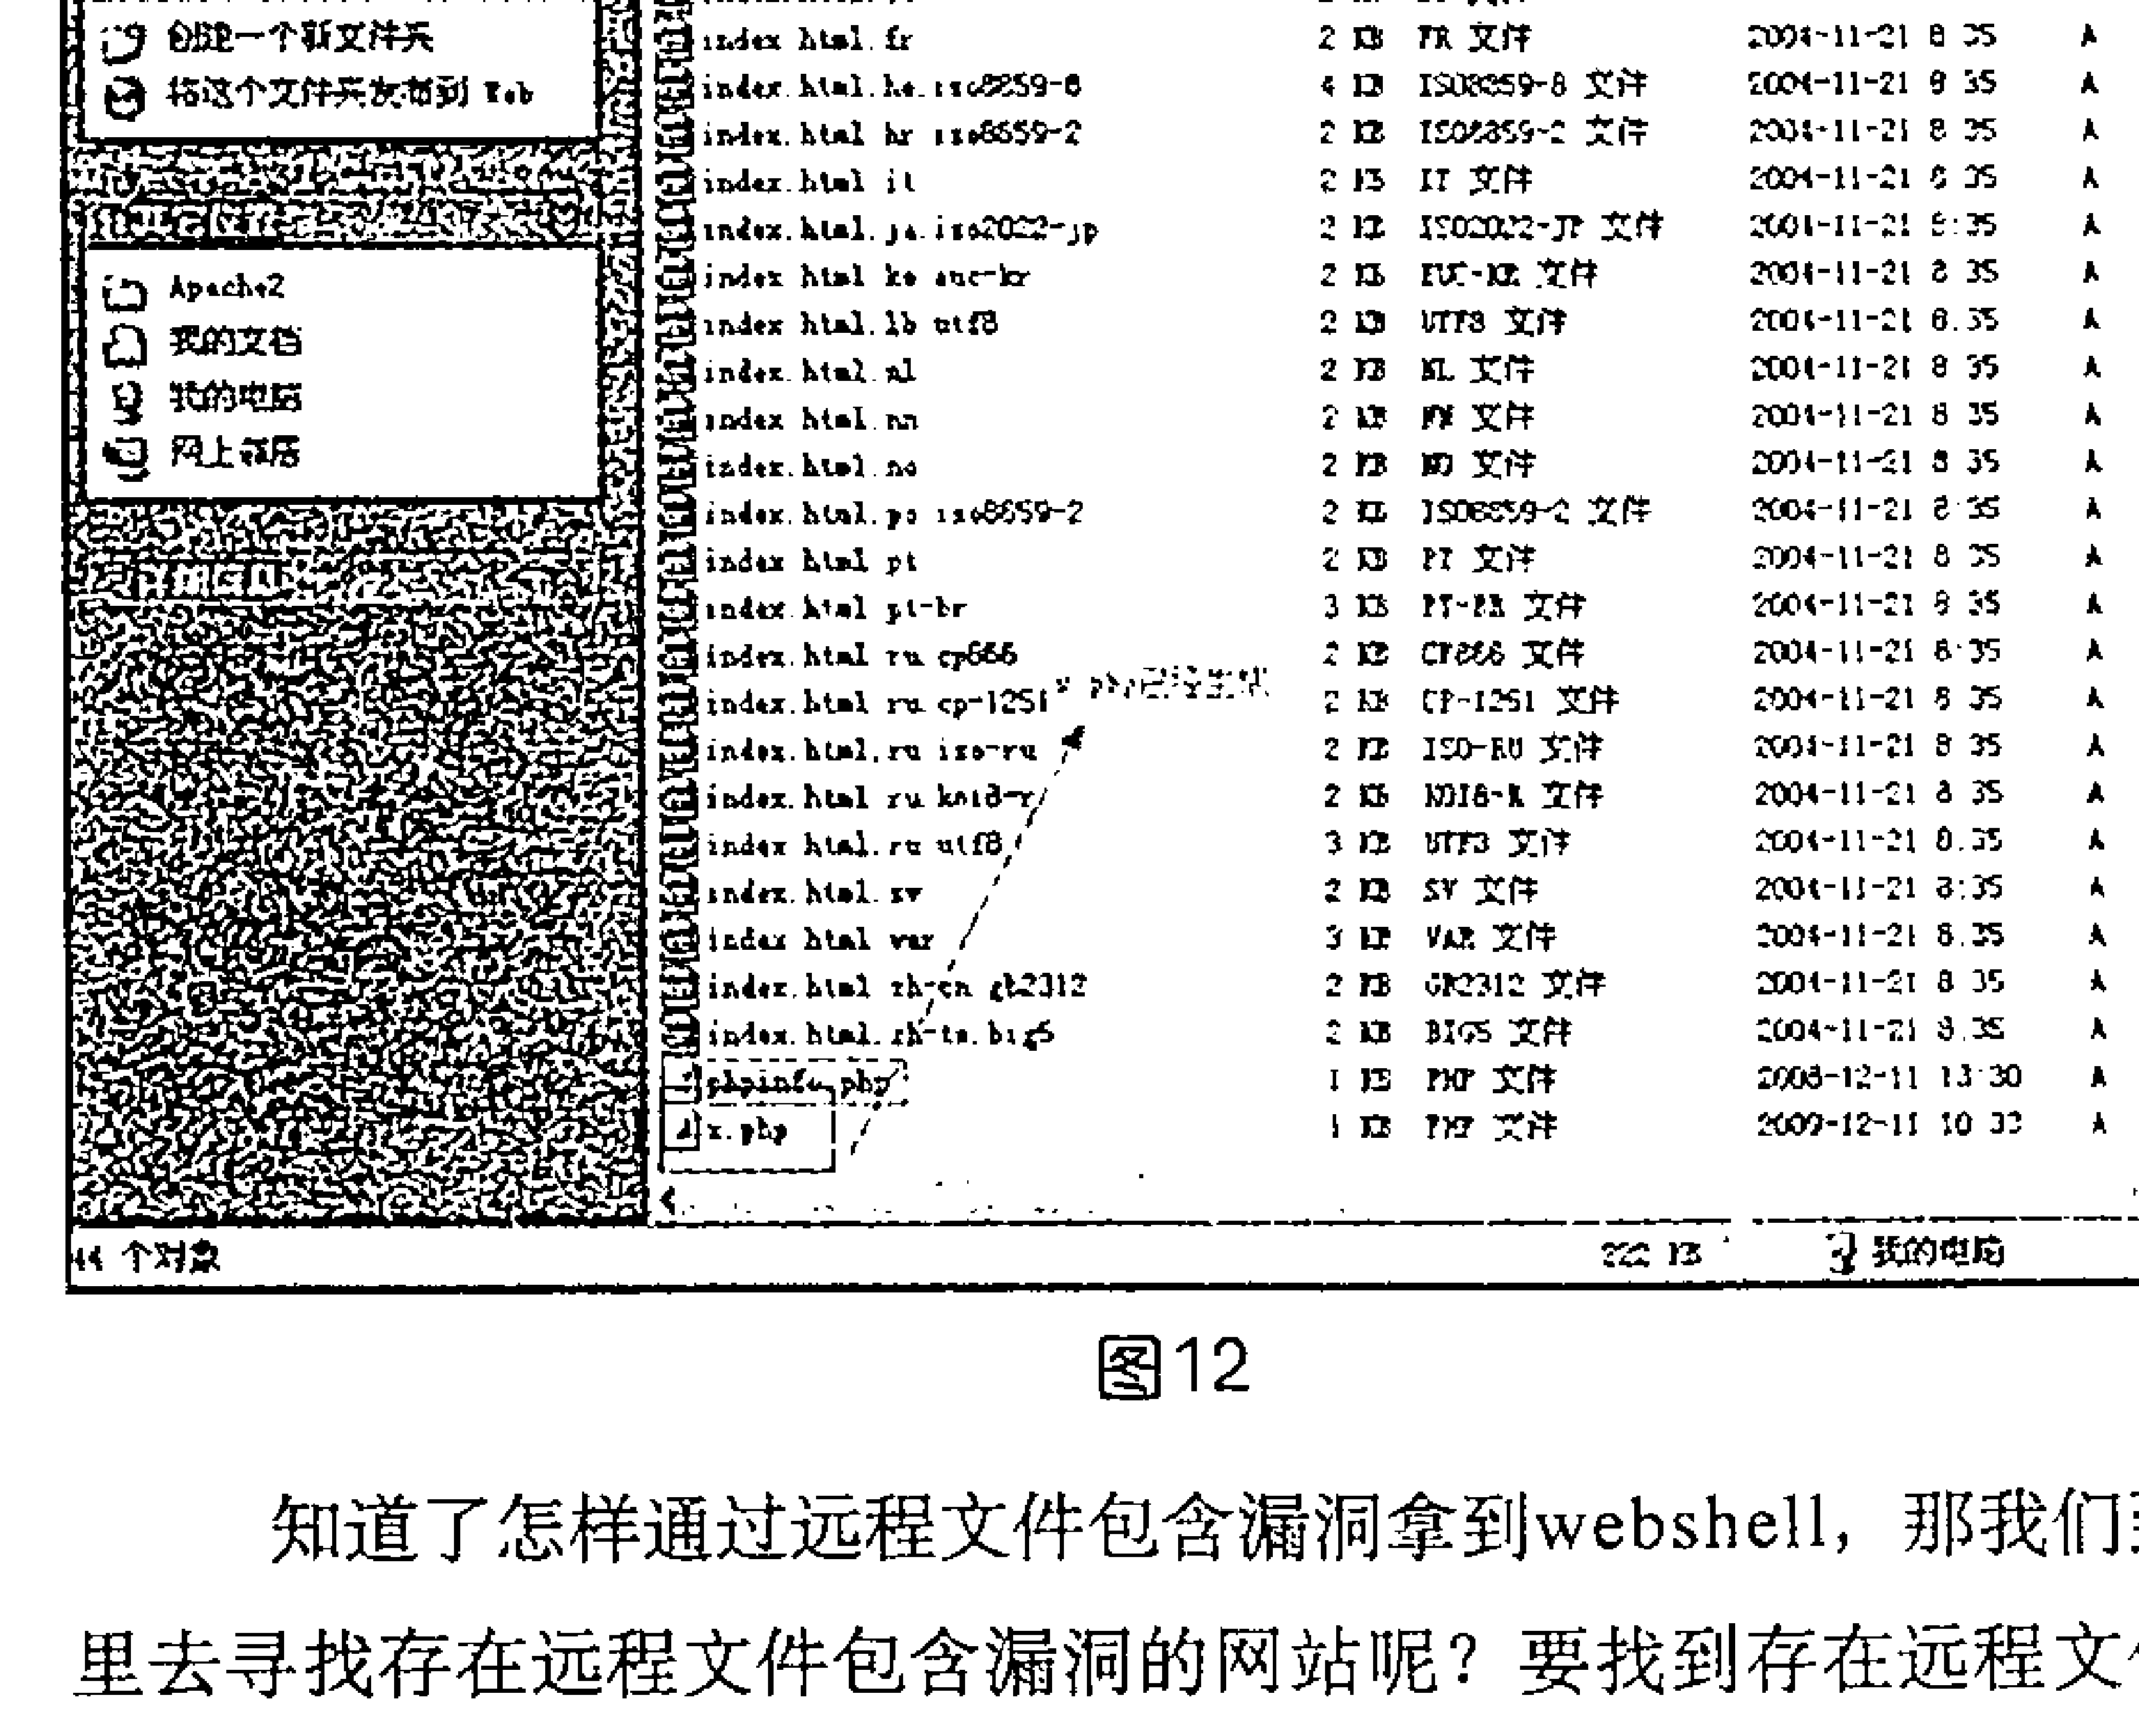 创建一个新文件夹
将这个文件夹发布到 Web
Apache2
我的文档
我的电脑
网上邻居
index.html.fr 2 KB FR 文件 2004-11-21 8:35 A
index.html.he.iso8859-8 4 KB ISO8859-8 文件 2004-11-21 8:35 A
index.html.hr.iso8859-2 2 KB ISO8859-2 文件 2004-11-21 8:35 A
index.html.it 2 KB IT 文件 2004-11-21 8:35 A
index.html.ja.iso2022-jp 2 KB ISO2022-JP 文件 2004-11-21 8:35 A
index.html.ko.euc-kr 2 KB EUC-KR 文件 2004-11-21 8:35 A
index.html.lb.utf8 2 KB UTF8 文件 2004-11-21 8:35 A
index.html.nl 2 KB NL 文件 2004-11-21 8:35 A
index.html.nn 2 KB NN 文件 2004-11-21 8:35 A
index.html.no 2 KB NO 文件 2004-11-21 8:35 A
index.html.po.iso8859-2 2 KB ISO8859-2 文件 2004-11-21 8:35 A
index.html.pt 2 KB PT 文件 2004-11-21 8:35 A
index.html.pt-br 3 KB PT-BR 文件 2004-11-21 8:35 A
index.html.ru.cp866 2 KB CP866 文件 2004-11-21 8:35 A
index.html.ru.cp-1251 2 KB CP-1251 文件 2004-11-21 8:35 A
index.html.ru.iso-ru 2 KB ISO-RU 文件 2004-11-21 8:35 A
index.html.ru.koi8-r 2 KB KOI8-R 文件 2004-11-21 8:35 A
index.html.ru.utf8 3 KB UTF8 文件 2004-11-21 8:35 A
index.html.sv 2 KB SV 文件 2004-11-21 8:35 A
index.html.var 3 KB VAR 文件 2004-11-21 8:35 A
index.html.zh-cn.gb2312 2 KB GB2312 文件 2004-11-21 8:35 A
index.html.zh-tw.big5 2 KB BIG5 文件 2004-11-21 8:35 A
phpinfo.php 1 KB PHP 文件 2008-12-11 13:30 A
x.php 1 KB PHP 文件 2009-12-11 10:33 A
44 个对象 222 KB 我的电脑
图12
知道了怎样通过远程文件包含漏洞拿到webshell，那我们
里去寻找存在远程文件包含漏洞的网站呢？要找到存在远程文